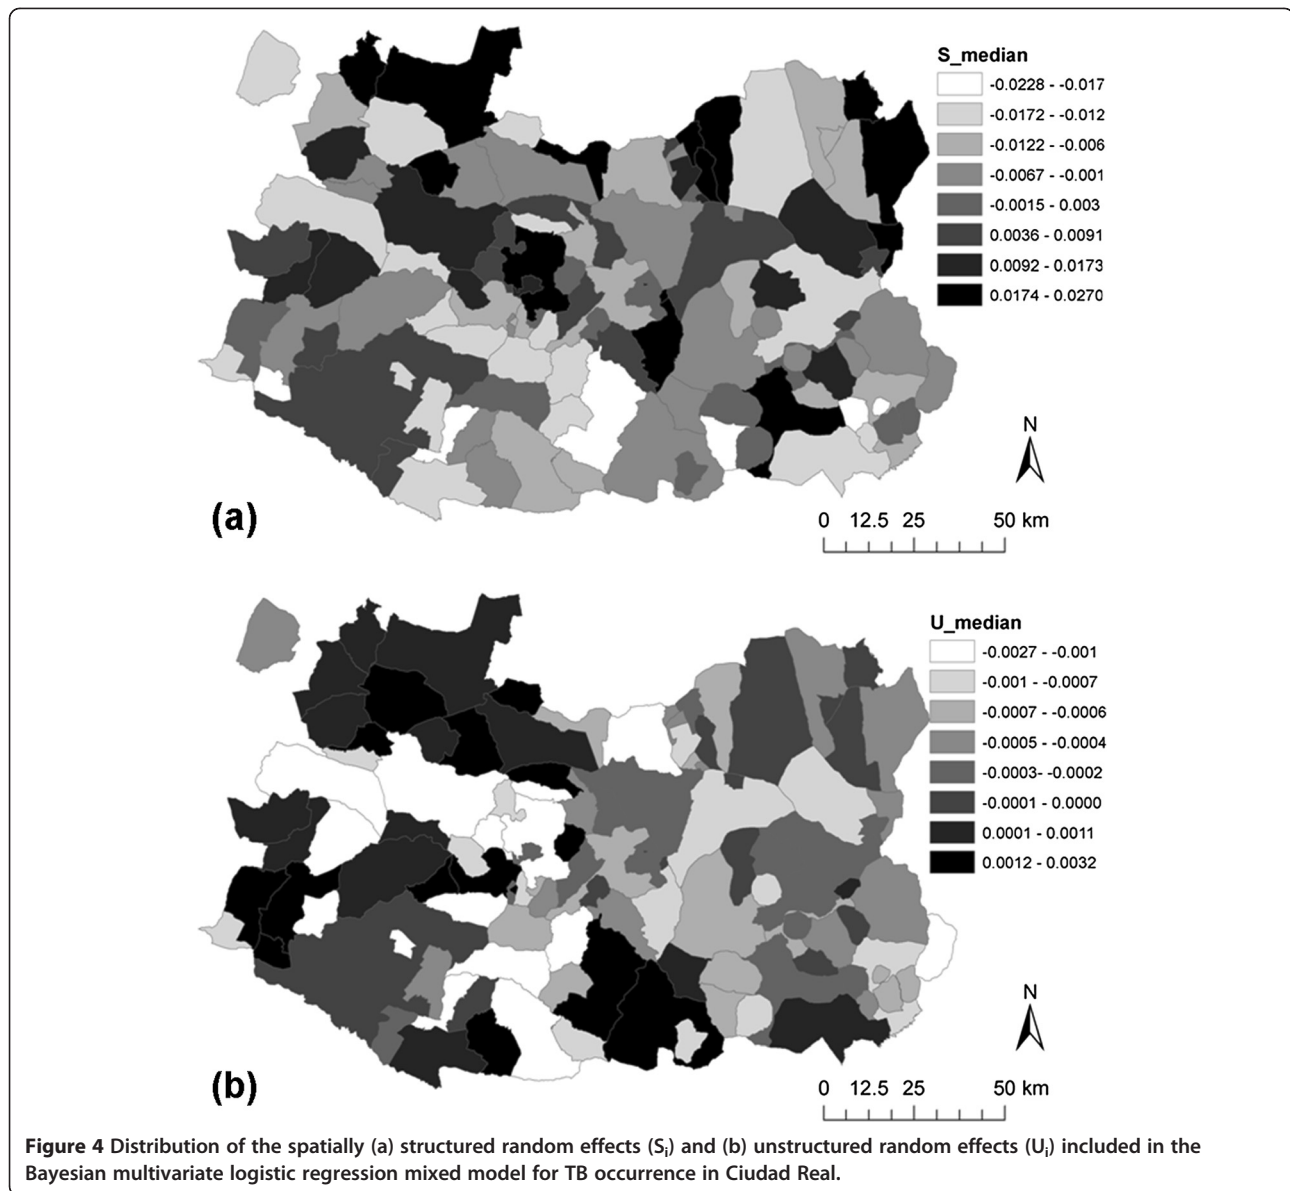 S_median
-0.0228 - -0.017
-0.0172 - -0.012
-0.0122 - -0.006
-0.0067 - -0.001
-0.0015 - 0.003
0.0036 - 0.0091
0.0092 - 0.0173
0.0174 - 0.0270
N
(a)
0 12.5 25 50 km
U_median
-0.0027 - -0.001
-0.001 - -0.0007
-0.0007 - -0.0006
-0.0005 - -0.0004
-0.0003- -0.0002
-0.0001 - 0.0000
0.0001 - 0.0011
0.0012 - 0.0032
N
(b)
0 12.5 25 50 km
Figure 4 Distribution of the spatially (a) structured random effects (Si) and (b) unstructured random effects (Ui) included in the
Bayesian multivariate logistic regression mixed model for TB occurrence in Ciudad Real.